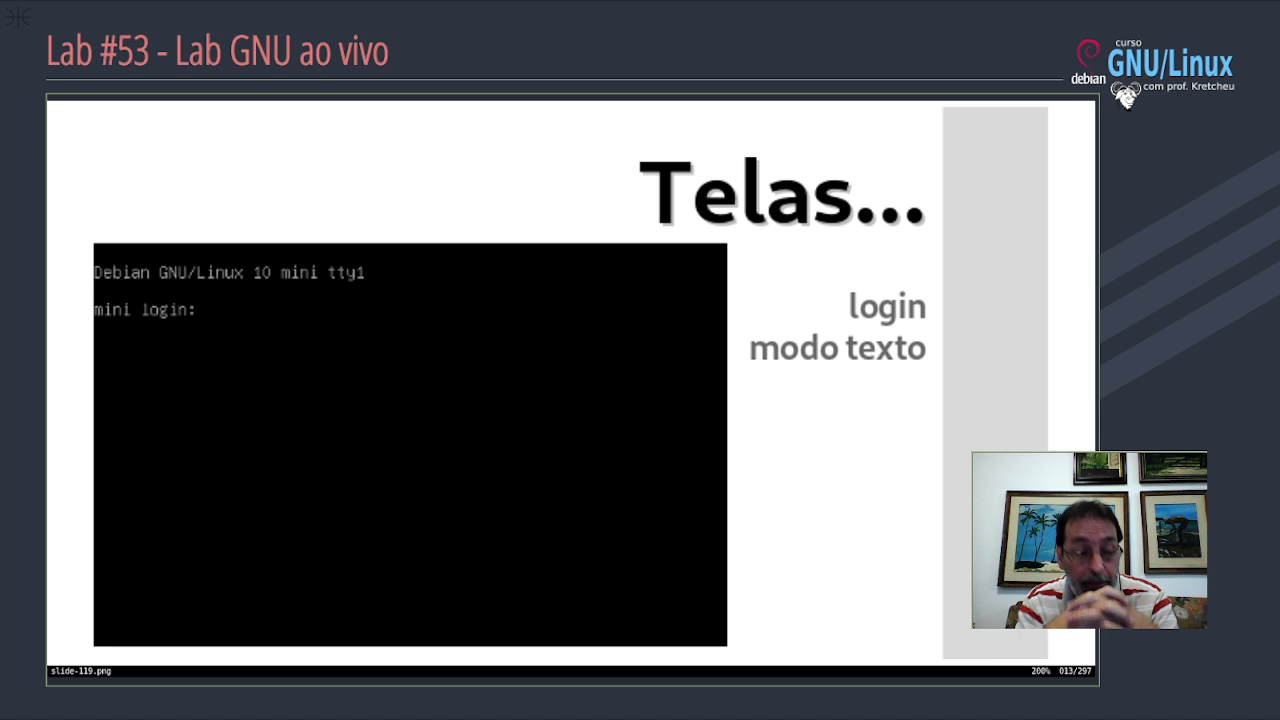 Lab #53 - Lab GNU ao vivo
curso
GNU/Linux
debian
com prof. Kretcheu
Telas...
Debian GNU/Linux 10 mini tty1
mini login:
login
modo texto
slide-119.png
200% 013/297